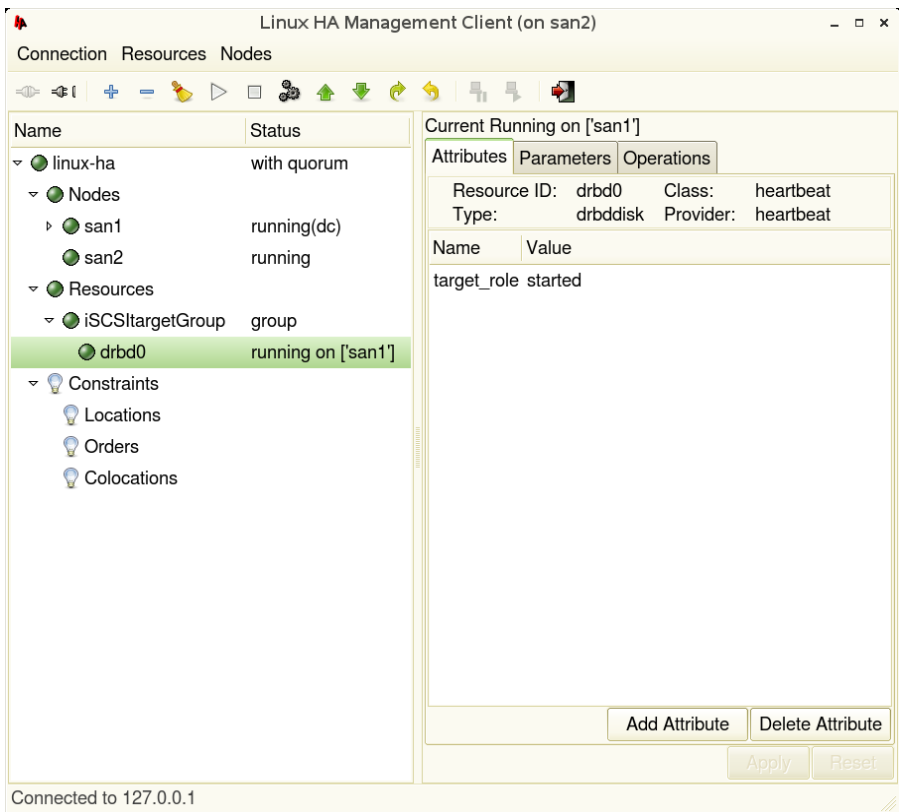 Linux HA Management Client (on san2)
Connection Resources Nodes
Name Status
linux-ha with quorum
Nodes
san1 running(dc)
san2 running
Resources
iSCSItargetGroup group
drbd0 running on ['san1']
Constraints
Locations
Orders
Colocations
Current Running on ['san1']
Attributes Parameters Operations
Resource ID: drbd0 Class: heartbeat
Type: drbddisk Provider: heartbeat
Name Value
target_role started
Add Attribute Delete Attribute
Apply Reset
Connected to 127.0.0.1